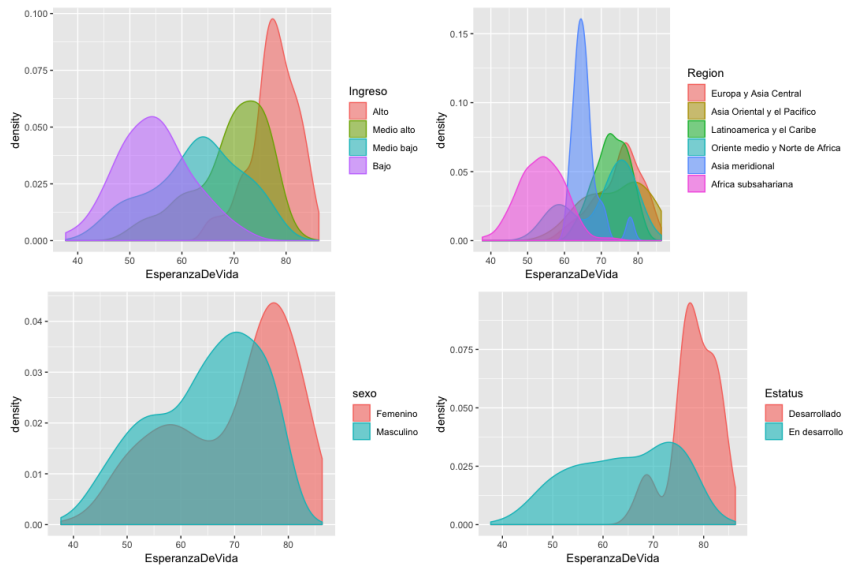 0.100
0.075
0.050
0.025
0.000
density
40 50 60 70 80
EsperanzaDeVida
Ingreso
Alto
Medio alto
Medio bajo
Bajo
0.15
0.10
0.05
0.00
density
40 50 60 70 80
EsperanzaDeVida
Region
Europa y Asia Central
Asia Oriental y el Pacifico
Latinoamerica y el Caribe
Oriente medio y Norte de Africa
Asia meridional
Africa subsahariana
0.04
0.03
0.02
0.01
0.00
density
40 50 60 70 80
EsperanzaDeVida
sexo
Femenino
Masculino
0.075
0.050
0.025
0.000
density
40 50 60 70 80
EsperanzaDeVida
Estatus
Desarrollado
En desarrollo